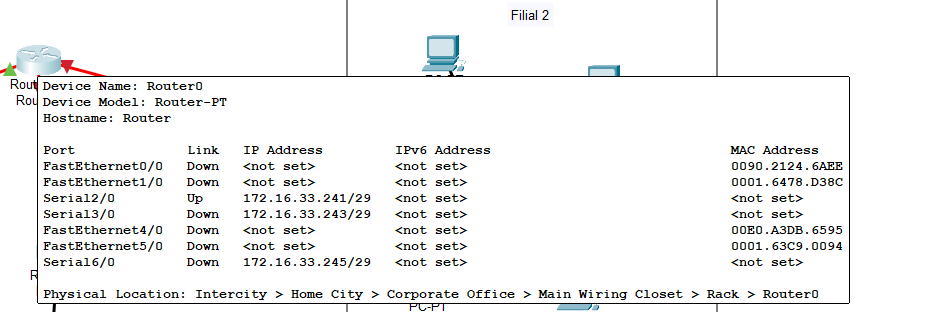 Filial 2
Rout
Rou
Device Name: Router0
Device Model: Router-PT
Hostname: Router
Port Link IP Address IPv6 Address MAC Address
FastEthernet0/0 Down <not set> <not set> 0090.2124.6AEE
FastEthernet1/0 Down <not set> <not set> 0001.6478.D38C
Serial2/0 Up 172.16.33.241/29 <not set> <not set>
Serial3/0 Down 172.16.33.243/29 <not set> <not set>
FastEthernet4/0 Down <not set> <not set> 00E0.A3DB.6595
FastEthernet5/0 Down <not set> <not set> 0001.63C9.0094
Serial6/0 Down 172.16.33.245/29 <not set> <not set>
R
Physical Location: Intercity > Home City > Corporate Office > Main Wiring Closet > Rack > Router0
PC-PT